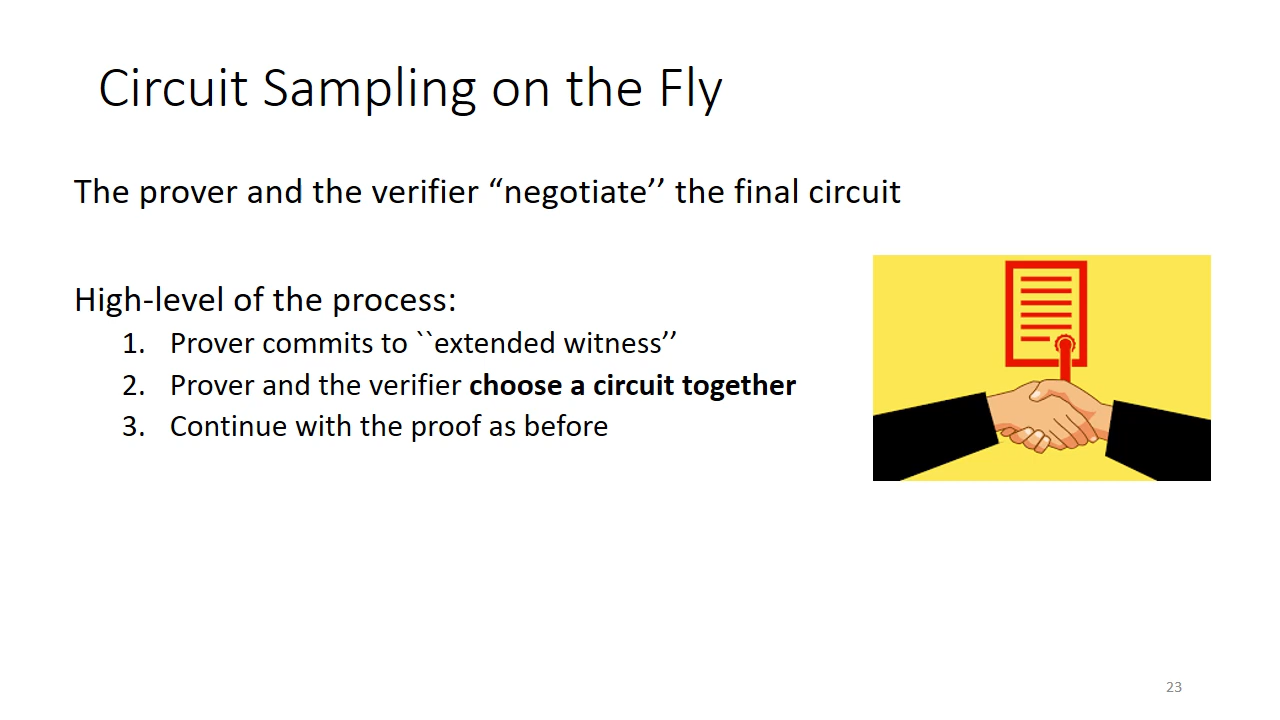 Circuit Sampling on the Fly
The prover and the verifier “negotiate’’ the final circuit
High-level of the process:
1. Prover commits to ``extended witness’’
2. Prover and the verifier choose a circuit together
3. Continue with the proof as before
23